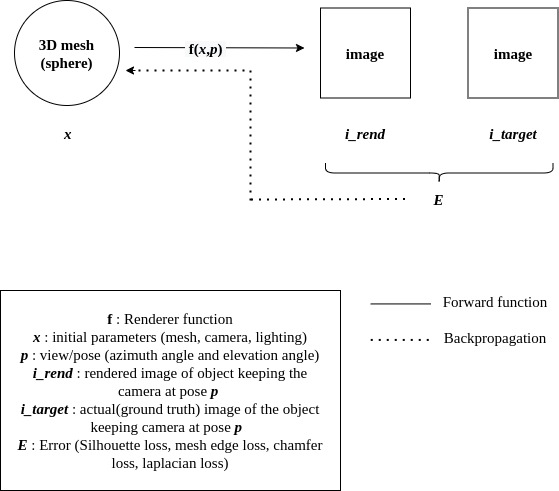 3D mesh
(sphere)
f(x,p)
image
image
x
i_rend
i_target
E
f : Renderer function
x : initial parameters (mesh, camera, lighting)
p : view/pose (azimuth angle and elevation angle)
i_rend : rendered image of object keeping the
camera at pose p
i_target : actual(ground truth) image of the object
keeping camera at pose p
E : Error (Silhouette loss, mesh edge loss, chamfer
loss, laplacian loss)
Forward function
Backpropagation